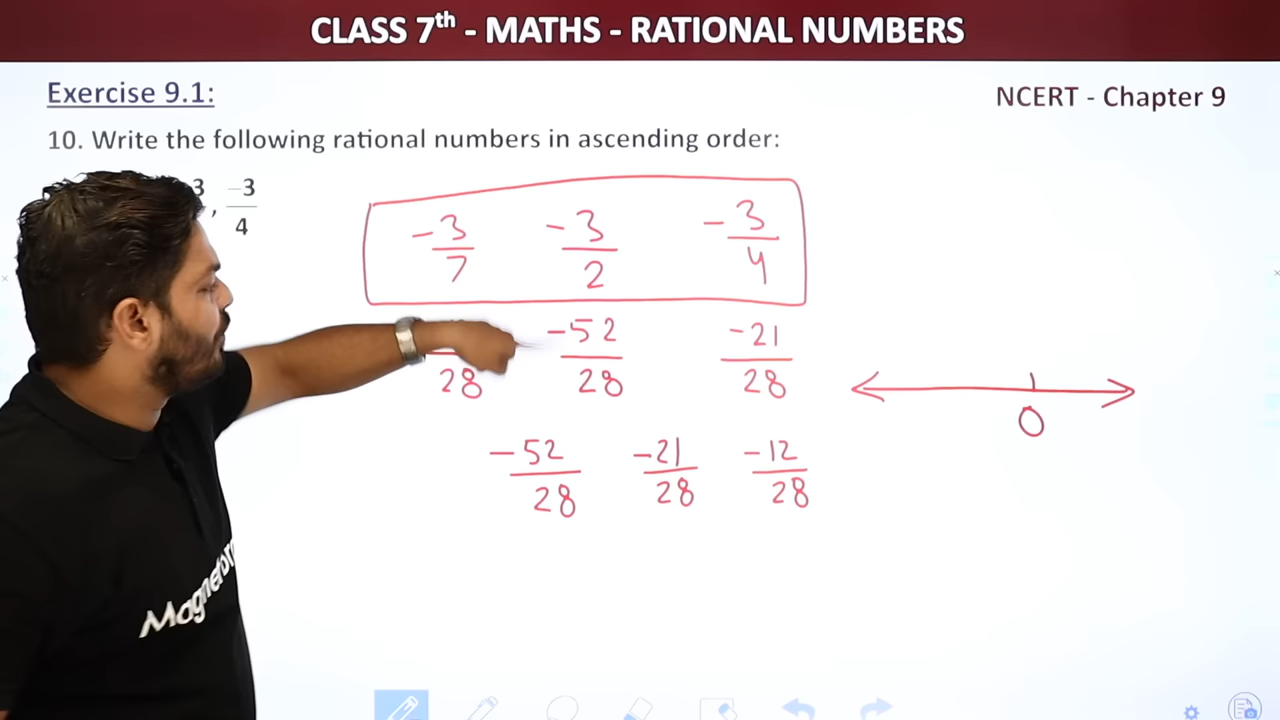 CLASS 7th - MATHS - RATIONAL NUMBERS
Exercise 9.1:
NCERT - Chapter 9
10. Write the following rational numbers in ascending order:
3 , -3/4
-3/7 -3/2 -3/4
28 -52/28 -21/28
0
-52/28 -21/28 -12/28